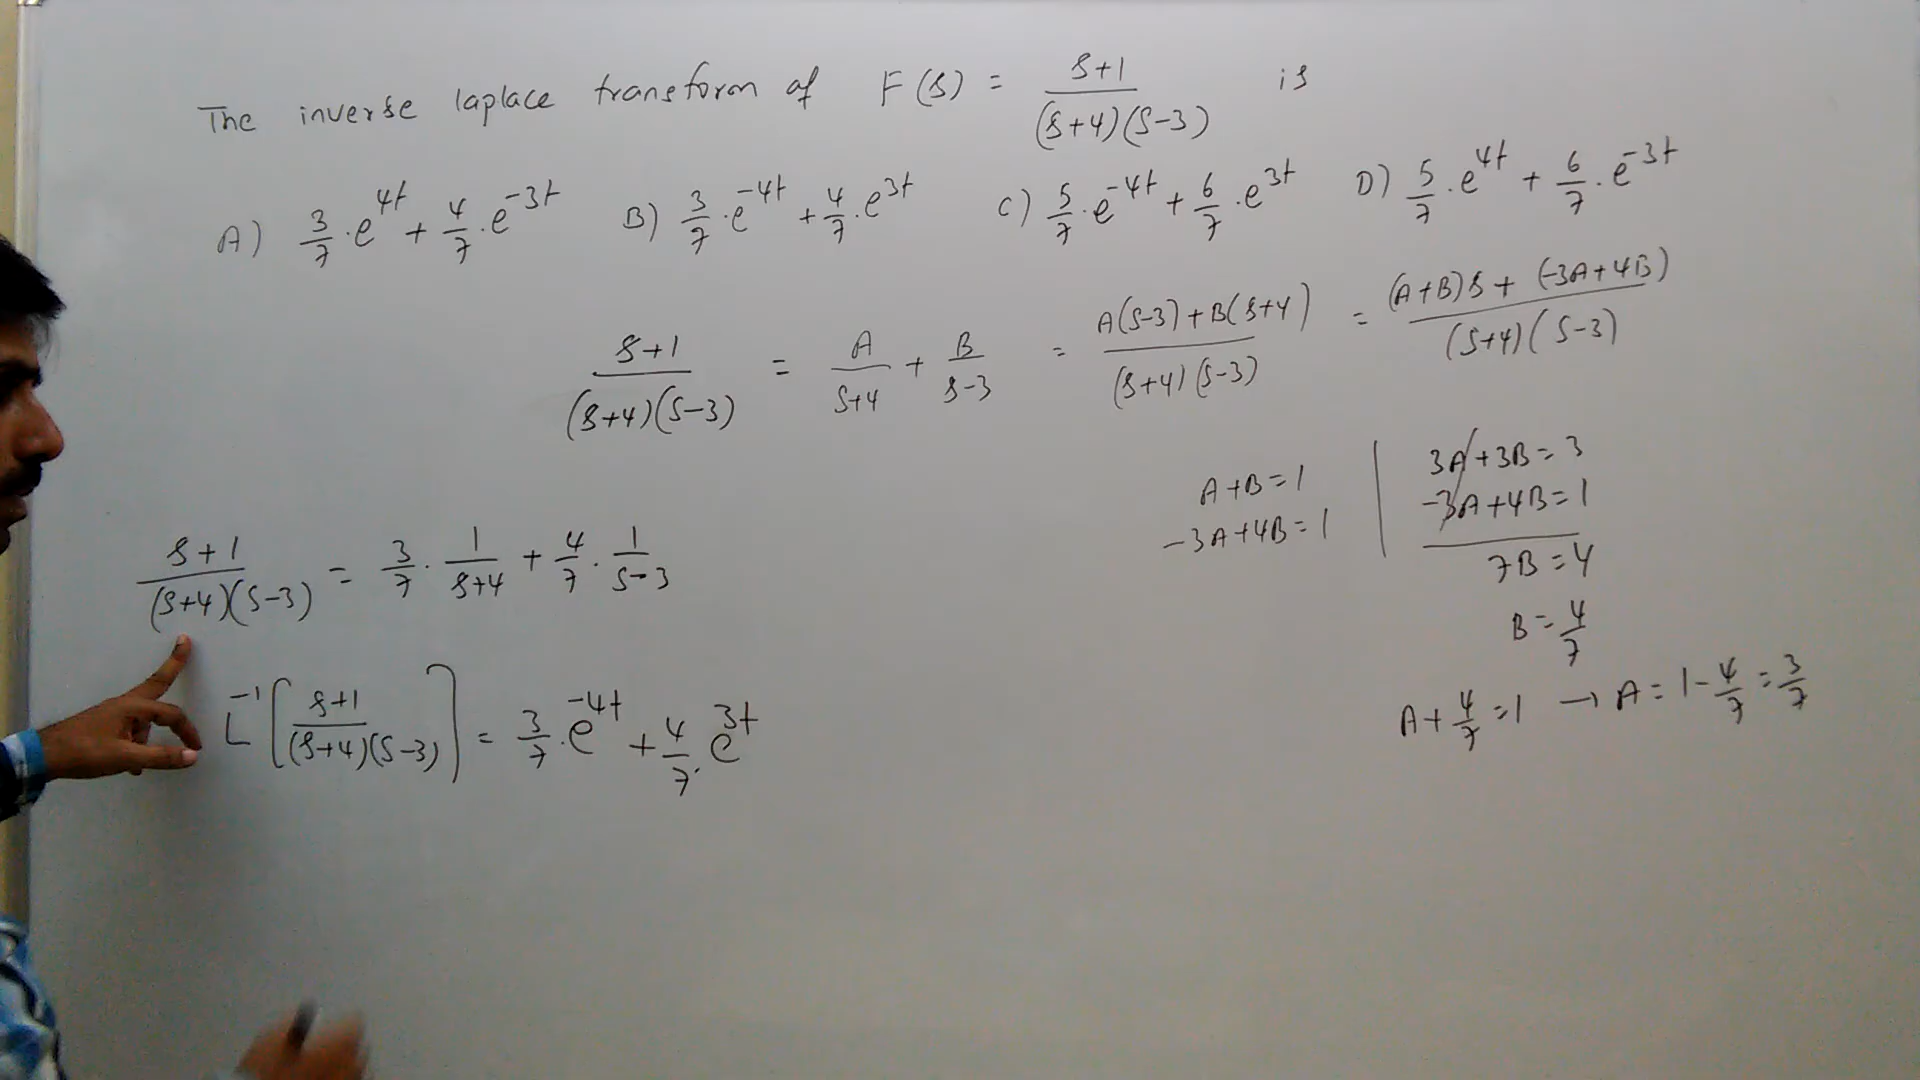 The inverse laplace transform of F(s) = (s+1)/((s+4)(s-3)) is
A) 3/7 · e^(4t) + 4/7 · e^(-3t) B) 3/7 · e^(-4t) + 4/7 · e^(3t) C) 5/7 · e^(-4t) + 6/7 · e^(3t) D) 5/7 · e^(4t) + 6/7 · e^(-3t)
(s+1)/((s+4)(s-3)) = A/(s+4) + B/(s-3) = (A(s-3)+B(s+4))/((s+4)(s-3)) = ((A+B)s + (-3A+4B))/((s+4)(s-3))
A+B=1
-3A+4B=1
3A+3B=3
-3A+4B=1
7B=4
B=4/7
A+4/7=1 → A=1-4/7=3/7
(s+1)/((s+4)(s-3)) = 3/7 · 1/(s+4) + 4/7 · 1/(s-3)
L^-1[(s+1)/((s+4)(s-3))] = 3/7 · e^(-4t) + 4/7 · e^(3t)